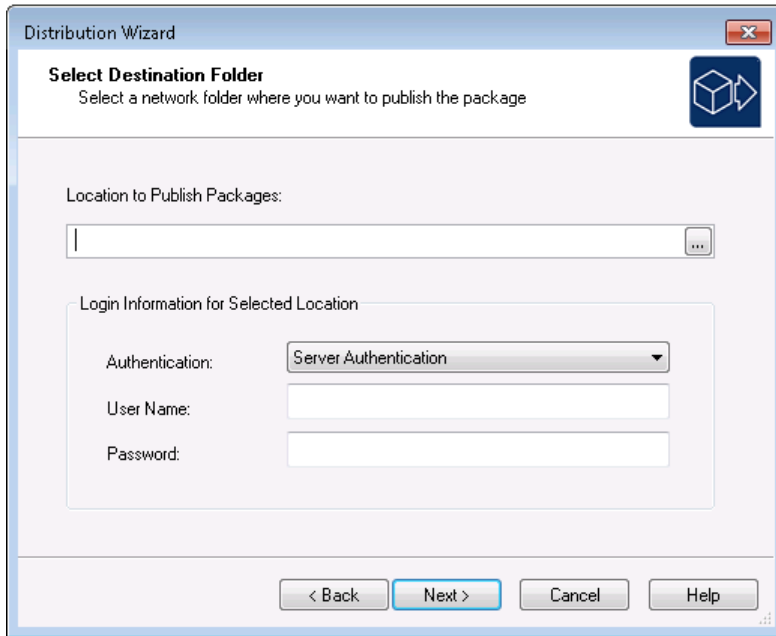 Distribution Wizard
Select Destination Folder
Select a network folder where you want to publish the package
Location to Publish Packages:
...
Login Information for Selected Location
Authentication:
Server Authentication
User Name:
Password:
< Back
Next >
Cancel
Help